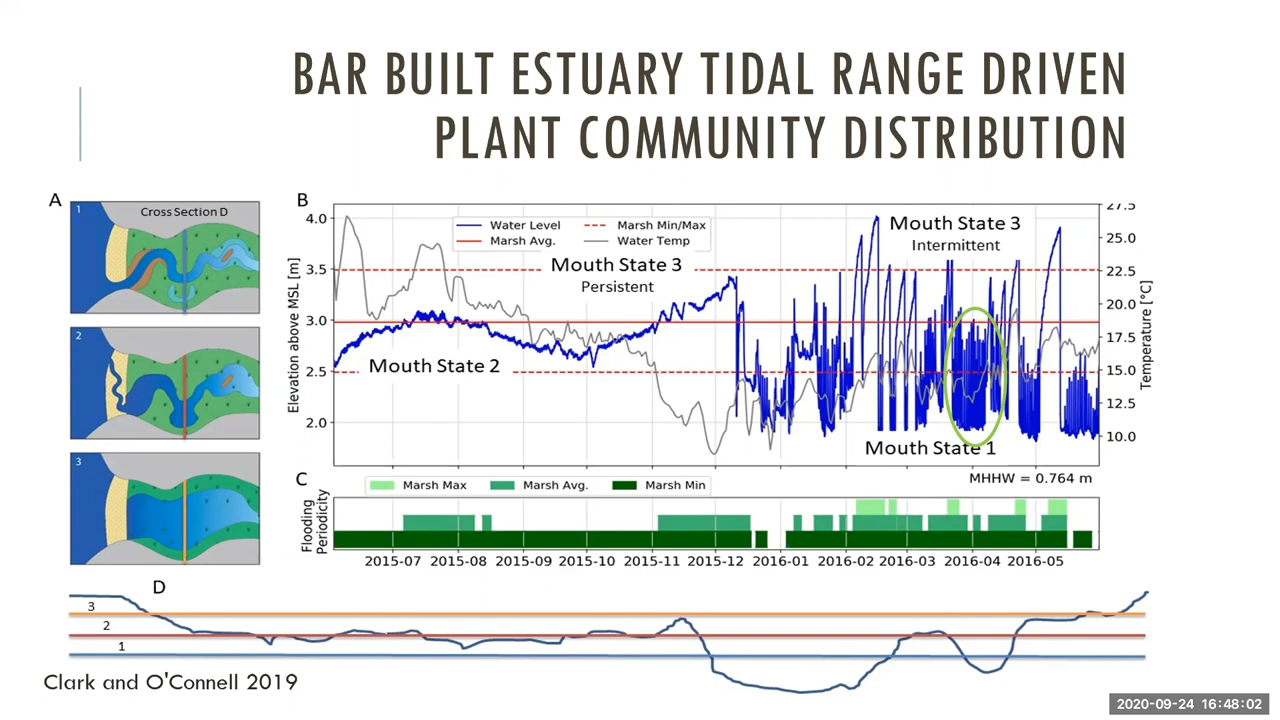 BAR BUILT ESTUARY TIDAL RANGE DRIVEN
PLANT COMMUNITY DISTRIBUTION
A
1
Cross Section D
2
3
B
Water Level
Marsh Avg.
Marsh Min/Max
Water Temp
Mouth State 3
Persistent
Mouth State 3
Intermittent
Mouth State 2
Mouth State 1
Elevation above MSL [m]
4.0
3.5
3.0
2.5
2.0
27.5
25.0
22.5
20.0
17.5
15.0
12.5
10.0
Temperature [°C]
MHHW = 0.764 m
C
Marsh Max
Marsh Avg.
Marsh Min
Flooding
Periodicity
2015-07 2015-08 2015-09 2015-10 2015-11 2015-12 2016-01 2016-02 2016-03 2016-04 2016-05
D
3
2
1
Clark and O'Connell 2019
2020-09-24 16:48:02